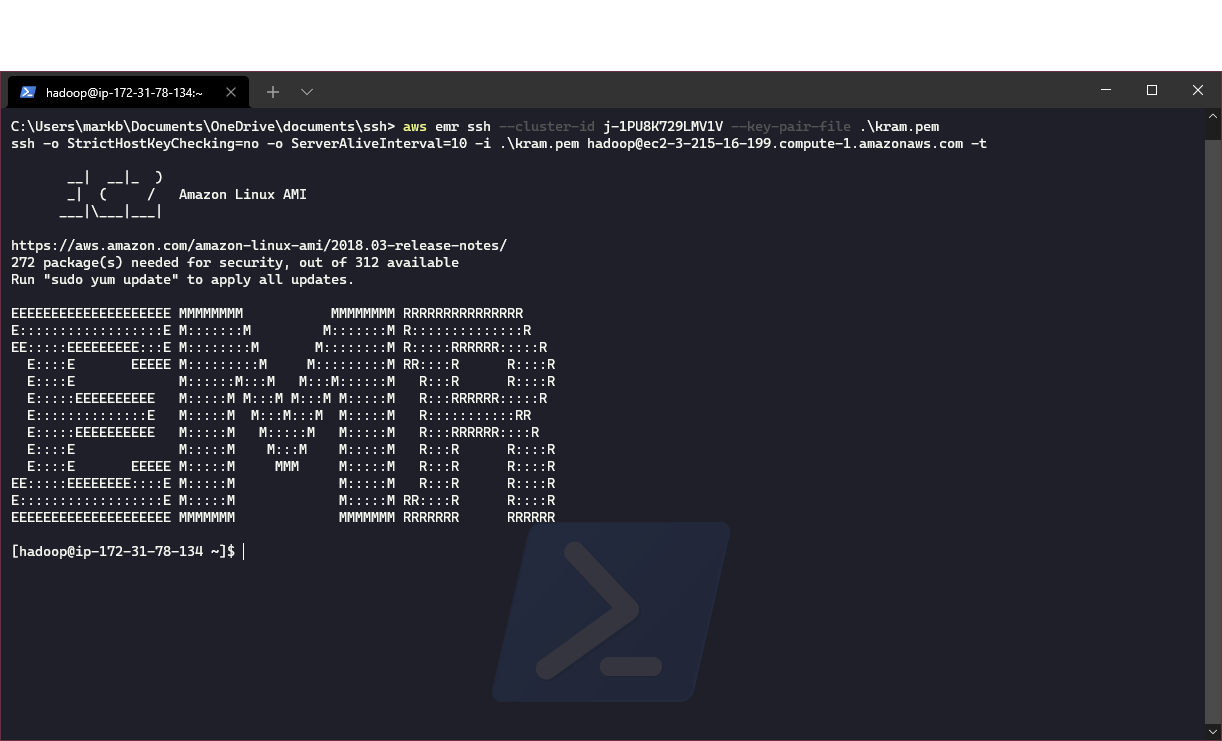 hadoop@ip-172-31-78-134:~
C:\Users\markb\Documents\OneDrive\documents\ssh> aws emr ssh --cluster-id j-1PU8K729LMV1V --key-pair-file .\kram.pem
ssh -o StrictHostKeyChecking=no -o ServerAliveInterval=10 -i .\kram.pem hadoop@ec2-3-215-16-199.compute-1.amazonaws.com -t
       __|  __|_  )
       _|  (     /   Amazon Linux AMI
      ___|\___|___|
https://aws.amazon.com/amazon-linux-ami/2018.03-release-notes/
272 package(s) needed for security, out of 312 available
Run "sudo yum update" to apply all updates.
EEEEEEEEEEEEEEEEEEEE MMMMMMMM           MMMMMMMM RRRRRRRRRRRRRRR
E::::::::::::::::::E M:::::::M         M:::::::M R::::::::::::::R
EE:::::EEEEEEEEE:::E M::::::::M       M::::::::M R:::::RRRRRR:::::R
  E::::E       EEEEE M:::::::::M     M:::::::::M RR::::R      R::::R
  E::::E             M::::::M:::M   M:::M::::::M   R:::R      R::::R
  E:::::EEEEEEEEEE   M:::::M M:::M M:::M M:::::M   R:::RRRRRR:::::R
  E::::::::::::::E   M:::::M  M:::M:::M  M:::::M   R:::::::::::RR
  E:::::EEEEEEEEEE   M:::::M   M:::::M   M:::::M   R:::RRRRRR::::R
  E::::E             M:::::M    M:::M    M:::::M   R:::R      R::::R
  E::::E       EEEEE M:::::M     MMM     M:::::M   R:::R      R::::R
EE:::::EEEEEEEE::::E M:::::M             M:::::M   R:::R      R::::R
E::::::::::::::::::E M:::::M             M:::::M RR::::R      R::::R
EEEEEEEEEEEEEEEEEEEE MMMMMMM             MMMMMMM RRRRRRR      RRRRRR
[hadoop@ip-172-31-78-134 ~]$